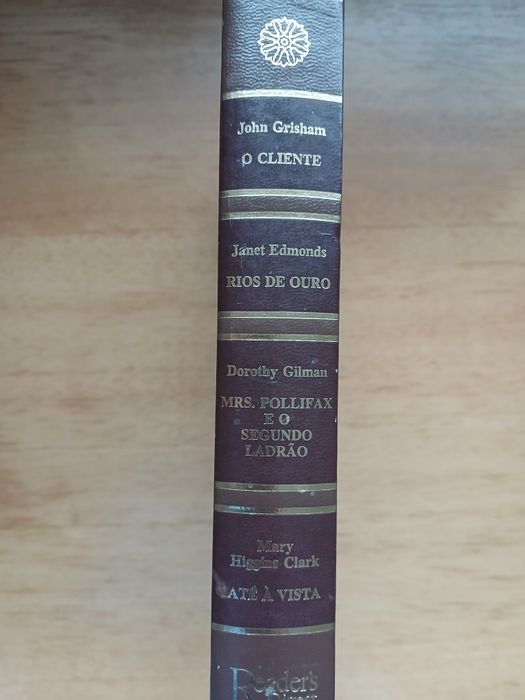 John Grisham
O CLIENTE
Janet Edmonds
RIOS DE OURO
Dorothy Gilman
MRS. POLLIFAX
E O
SEGUNDO
LADRÃO
Mary
Higgins Clark
ATÉ À VISTA
Reader's